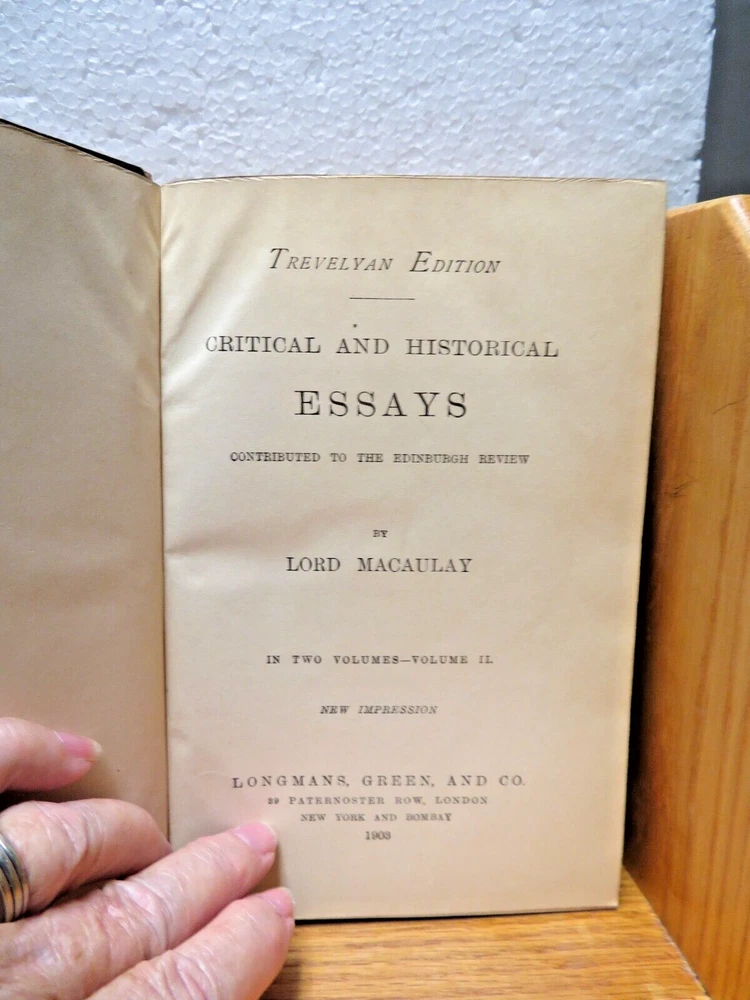 TREVELYAN EDITION
CRITICAL AND HISTORICAL
ESSAYS
CONTRIBUTED TO THE EDINBURGH REVIEW
BY
LORD MACAULAY
IN TWO VOLUMES—VOLUME II.
NEW IMPRESSION
LONGMANS, GREEN, AND CO.
39 PATERNOSTER ROW, LONDON
NEW YORK AND BOMBAY
1903